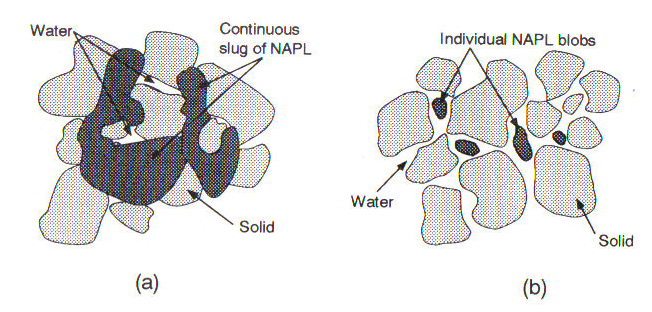 Water
Continuous
slug of NAPL
Solid
(a)
Individual NAPL blobs
Water
Solid
(b)